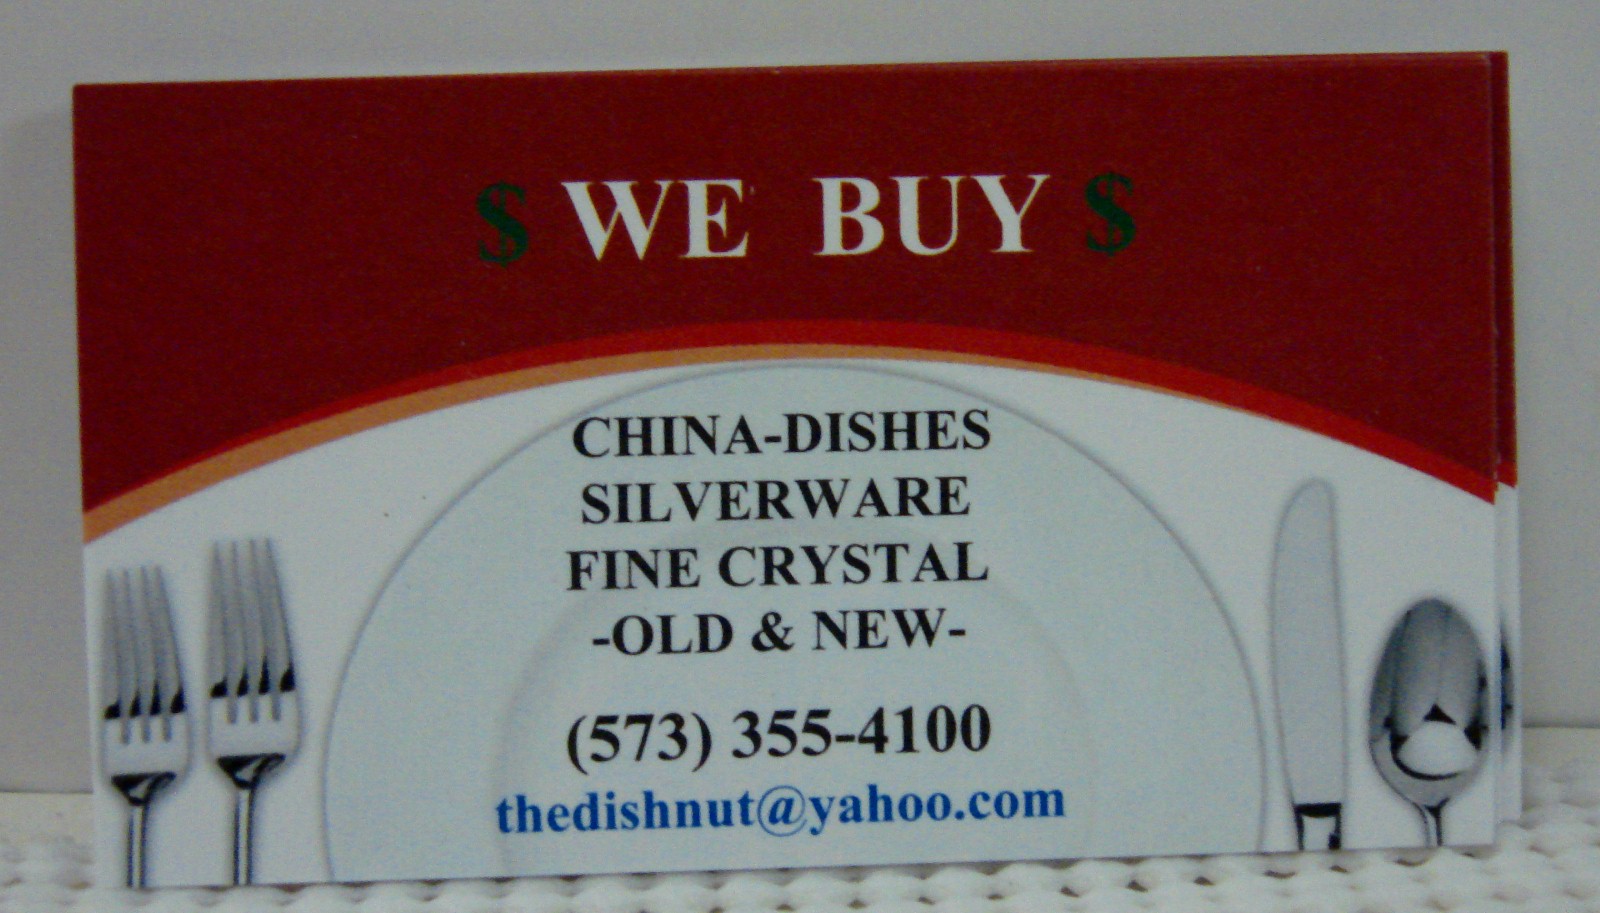 $ WE BUY $
CHINA-DISHES
SILVERWARE
FINE CRYSTAL
-OLD & NEW-
(573) 355-4100
thedishnut@yahoo.com